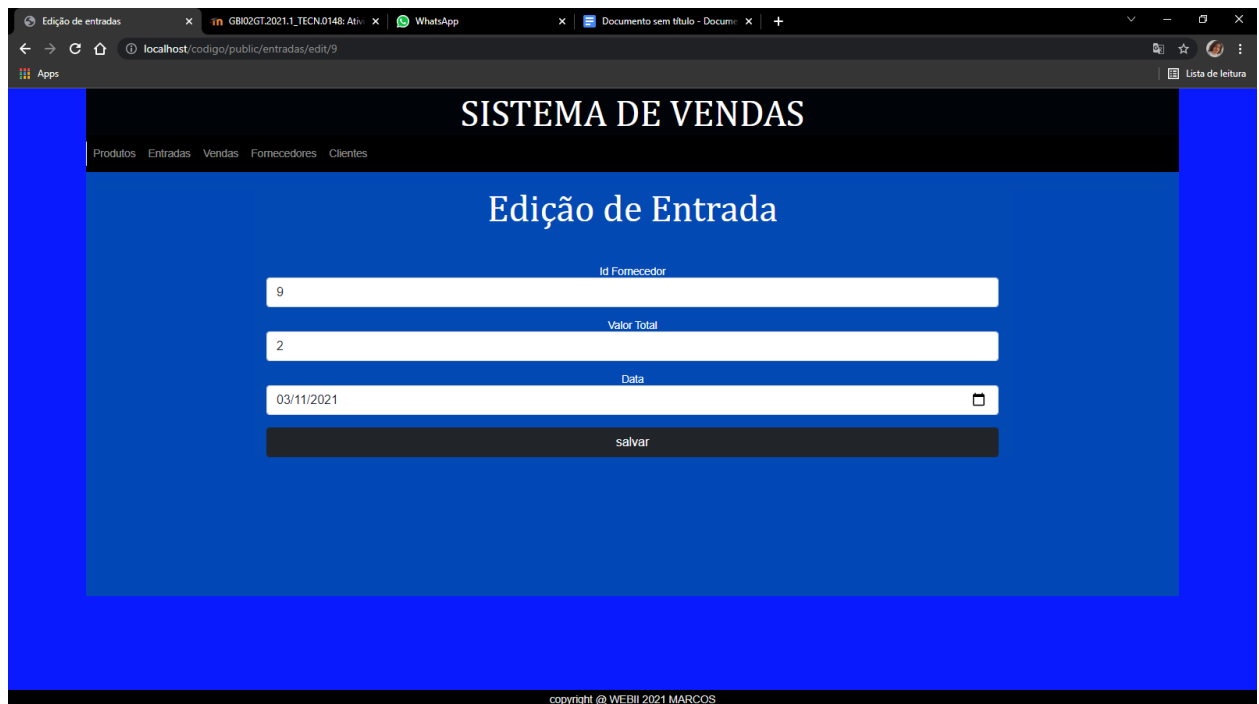 Edição de entradas
GBI02GT.2021.1_TECN.0148: Ativ
WhatsApp
Documento sem título - Docume
localhost/codigo/public/entradas/edit/9
Apps
Lista de leitura
SISTEMA DE VENDAS
Produtos Entradas Vendas Fornecedores Clientes
Edição de Entrada
Id Fornecedor
9
Valor Total
2
Data
03/11/2021
salvar
copyright @ WEBII 2021 MARCOS